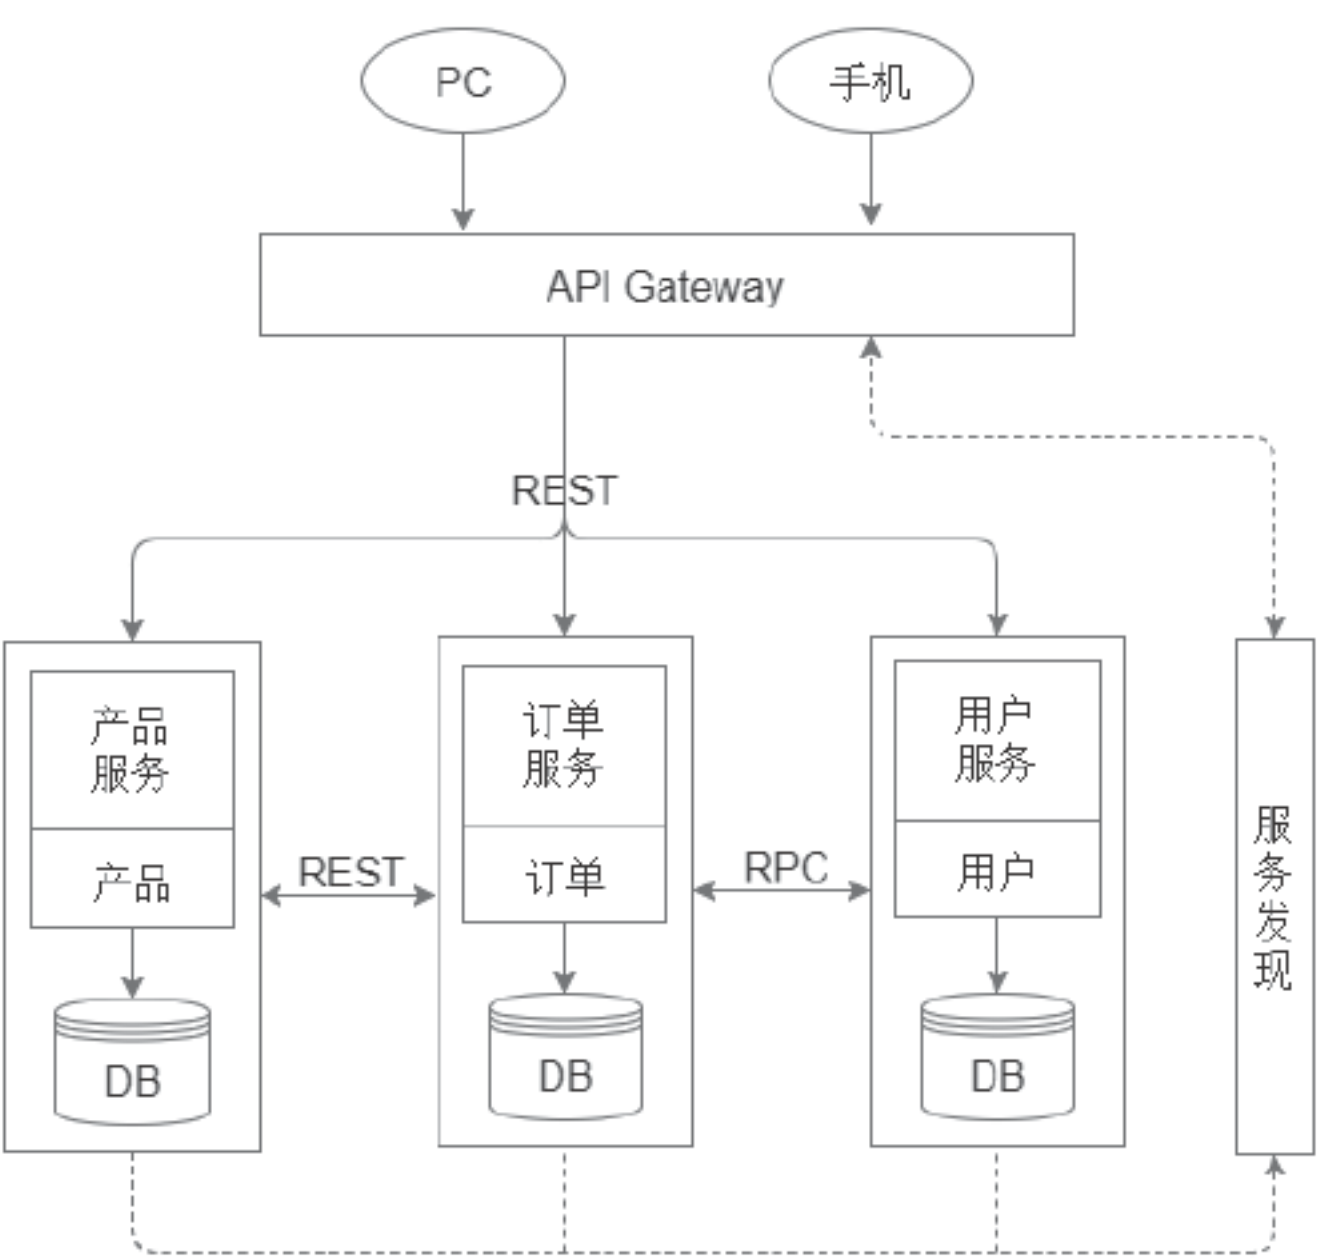 PC
手机
API Gateway
REST
产品
服务
产品
DB
REST
订单
服务
订单
DB
RPC
用户
服务
用户
DB
服
务
发
现